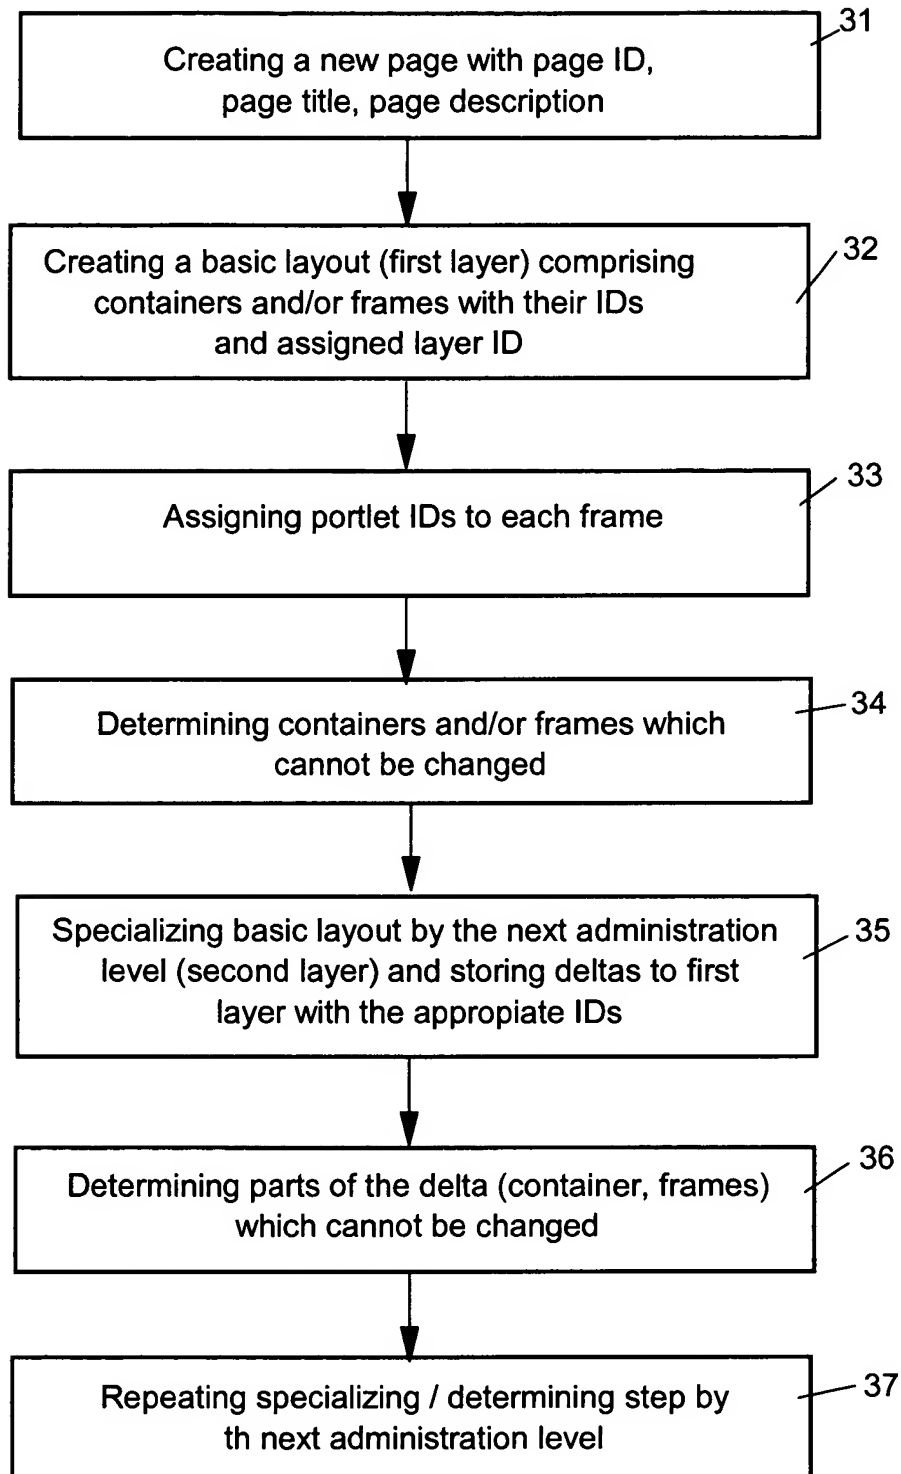 31
Creating a new page with page ID,
page title, page description
32
Creating a basic layout (first layer) comprising
containers and/or frames with their IDs
and assigned layer ID
33
Assigning portlet IDs to each frame
34
Determining containers and/or frames which
cannot be changed
35
Specializing basic layout by the next administration
level (second layer) and storing deltas to first
layer with the appropiate IDs
36
Determining parts of the delta (container, frames)
which cannot be changed
37
Repeating specializing / determining step by
th next administration level